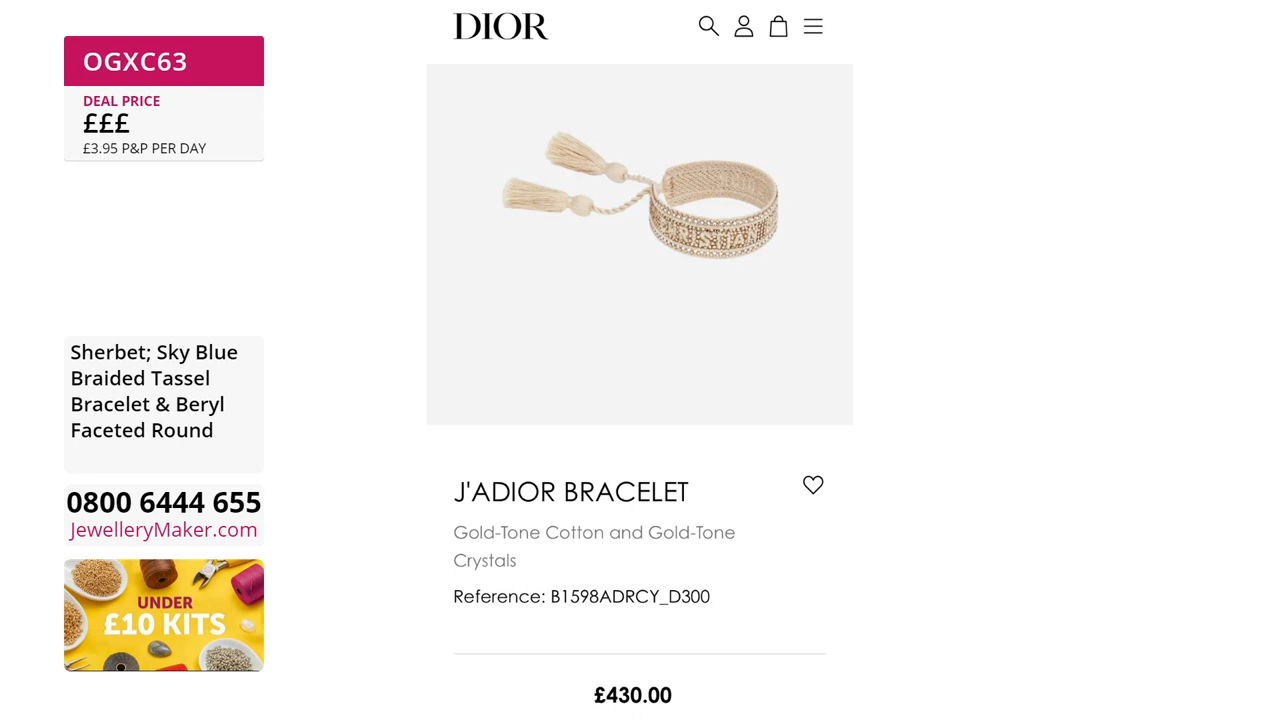 OGXC63
DEAL PRICE
£££
£3.95 P&P PER DAY
Sherbet; Sky Blue
Braided Tassel
Bracelet & Beryl
Faceted Round
0800 6444 655
JewelleryMaker.com
UNDER
£10 KITS
DIOR
J'ADIOR BRACELET
Gold-Tone Cotton and Gold-Tone
Crystals
Reference: B1598ADRCY_D300
£430.00